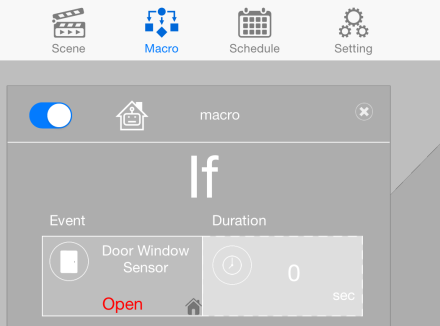 Scene Macro Schedule Setting
macro
If
Event Duration
Door Window
Sensor
0
Open
sec